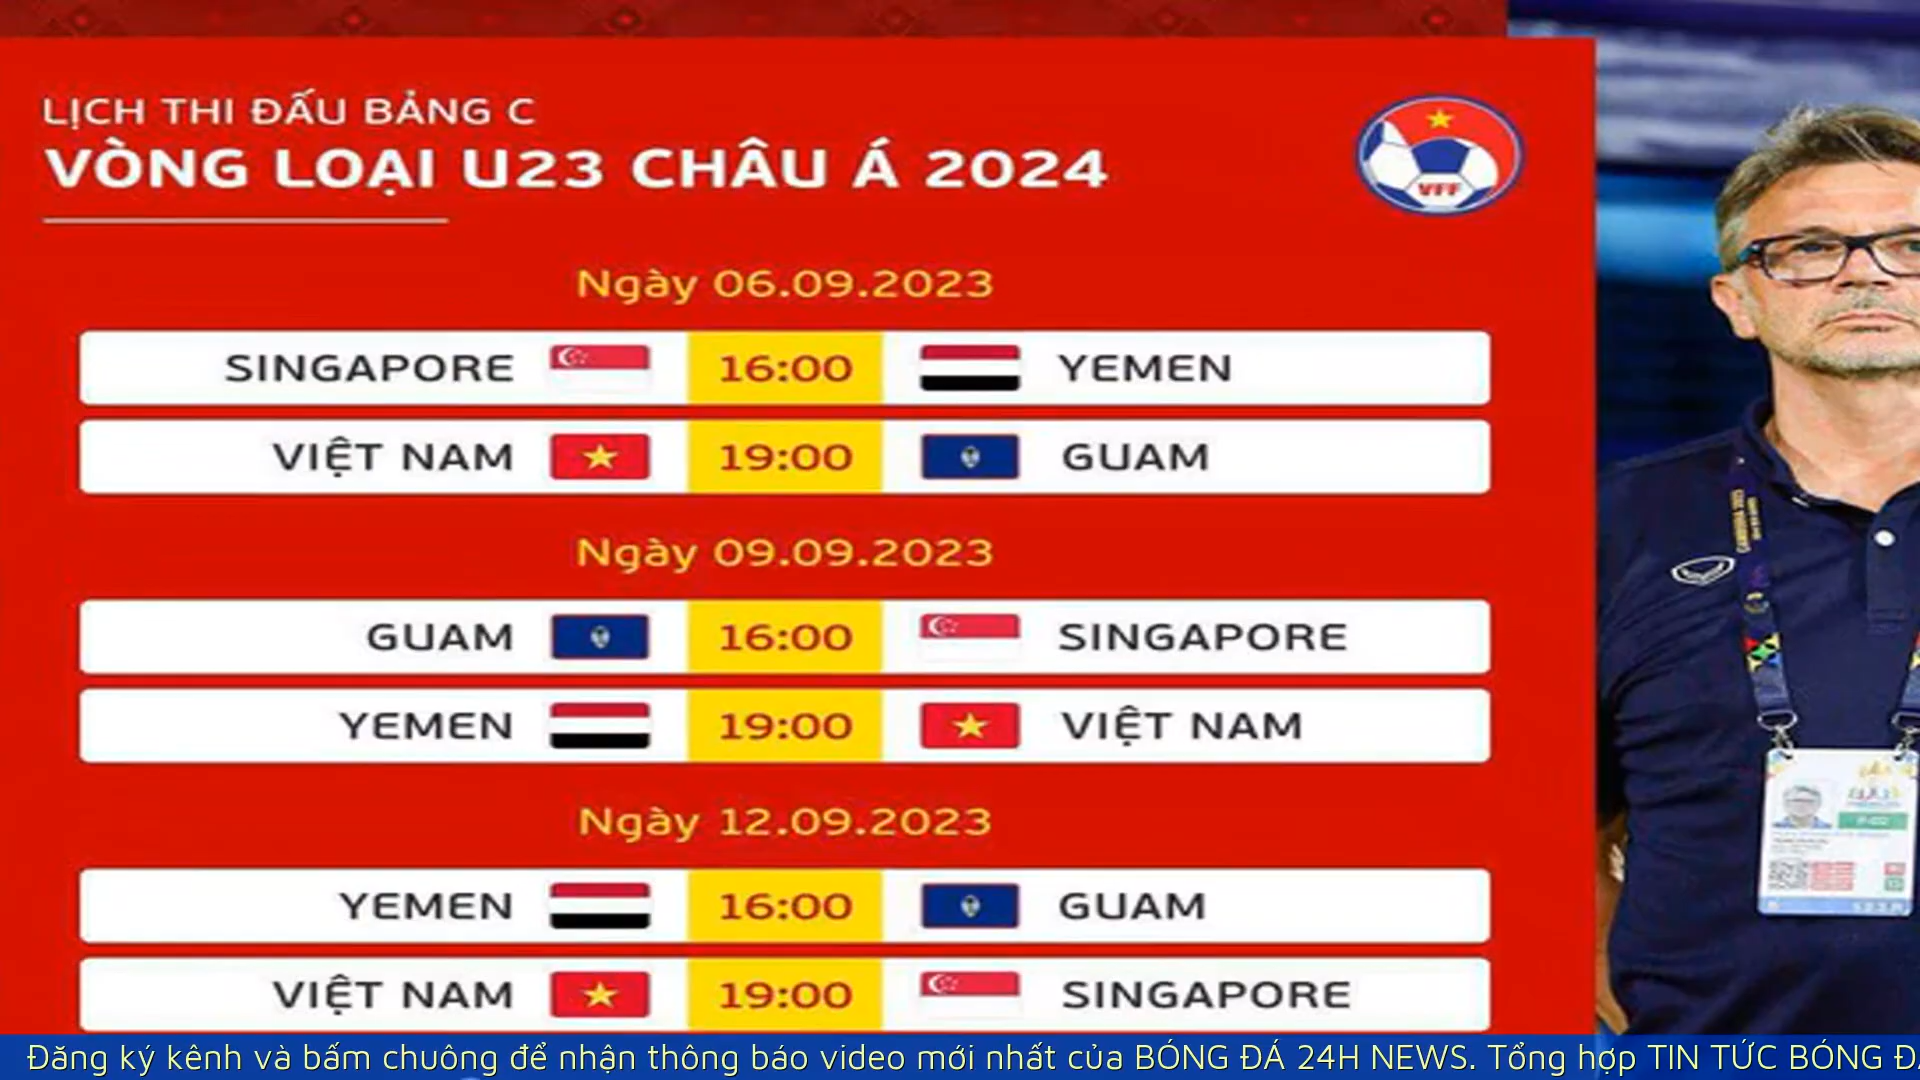 LỊCH THI ĐẤU BẢNG C
VÒNG LOẠI U23 CHÂU Á 2024
VFF
Ngày 06.09.2023
SINGAPORE 16:00 YEMEN
VIỆT NAM 19:00 GUAM
Ngày 09.09.2023
GUAM 16:00 SINGAPORE
YEMEN 19:00 VIỆT NAM
Ngày 12.09.2023
YEMEN 16:00 GUAM
VIỆT NAM 19:00 SINGAPORE
CAMBODIA 2023
Đăng ký kênh và bấm chuông để nhận thông báo video mới nhất của BÓNG ĐÁ 24H NEWS. Tổng hợp TIN TỨC BÓNG Đ